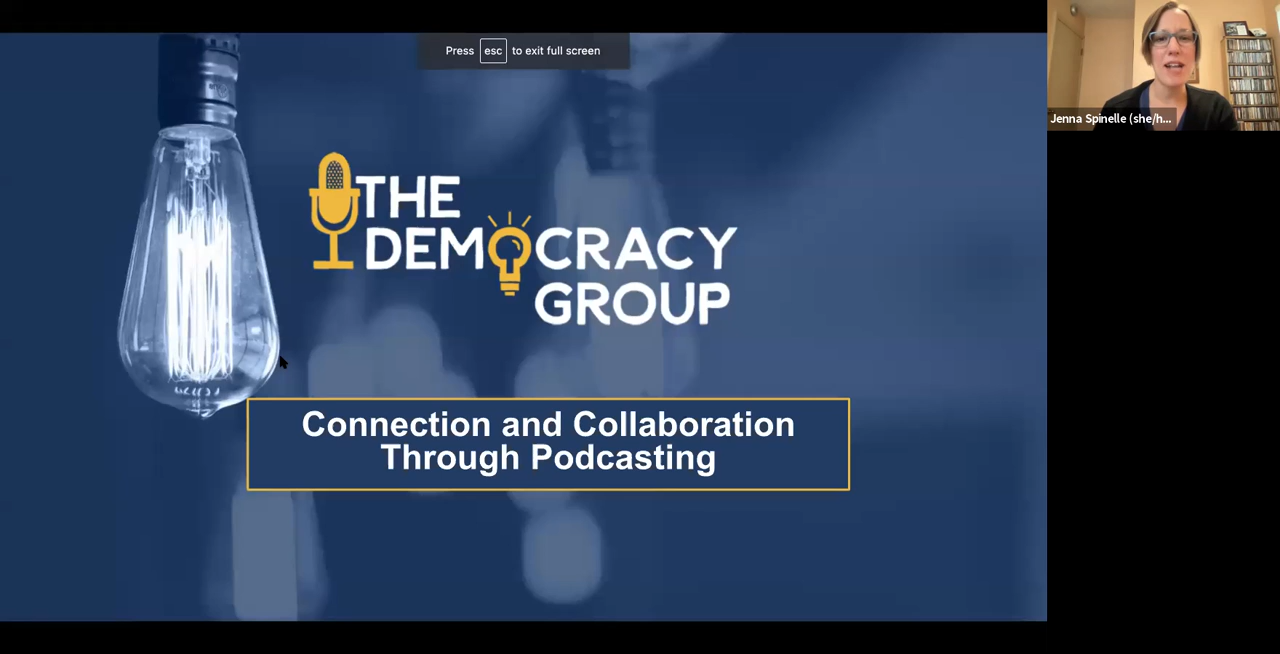 Press esc to exit full screen
Jenna Spinelle (she/h...
THE
DEMOCRACY
GROUP
Connection and Collaboration
Through Podcasting